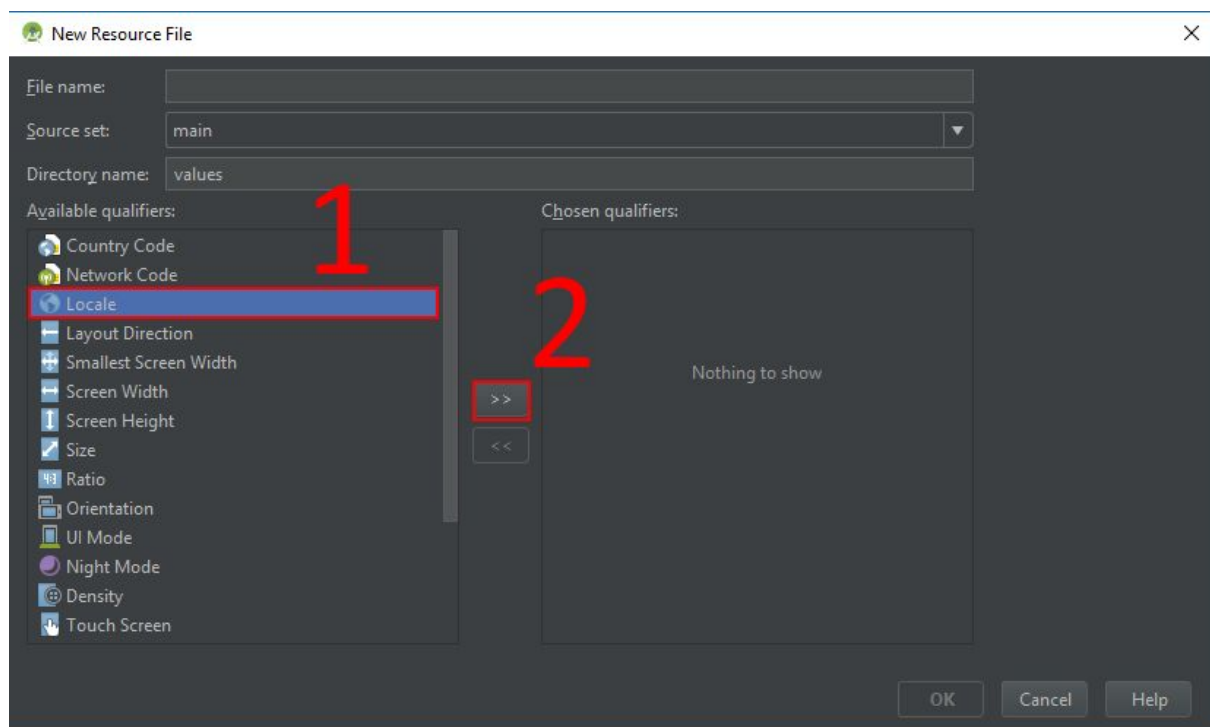 New Resource File
File name:
Source set: main
Directory name: values
Available qualifiers:
Chosen qualifiers:
1
2
Country Code
Network Code
Locale
Layout Direction
Smallest Screen Width
Screen Width
Screen Height
Size
Ratio
Orientation
UI Mode
Night Mode
Density
Touch Screen
>>
<<
Nothing to show
OK
Cancel
Help